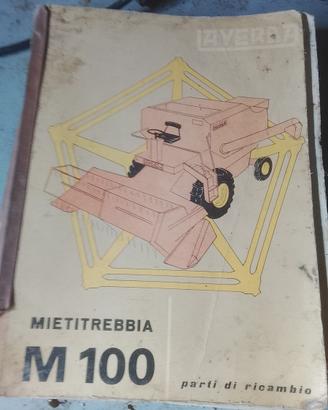 LAVERDA
MIETITREBBIA
M 100
parti di ricambio